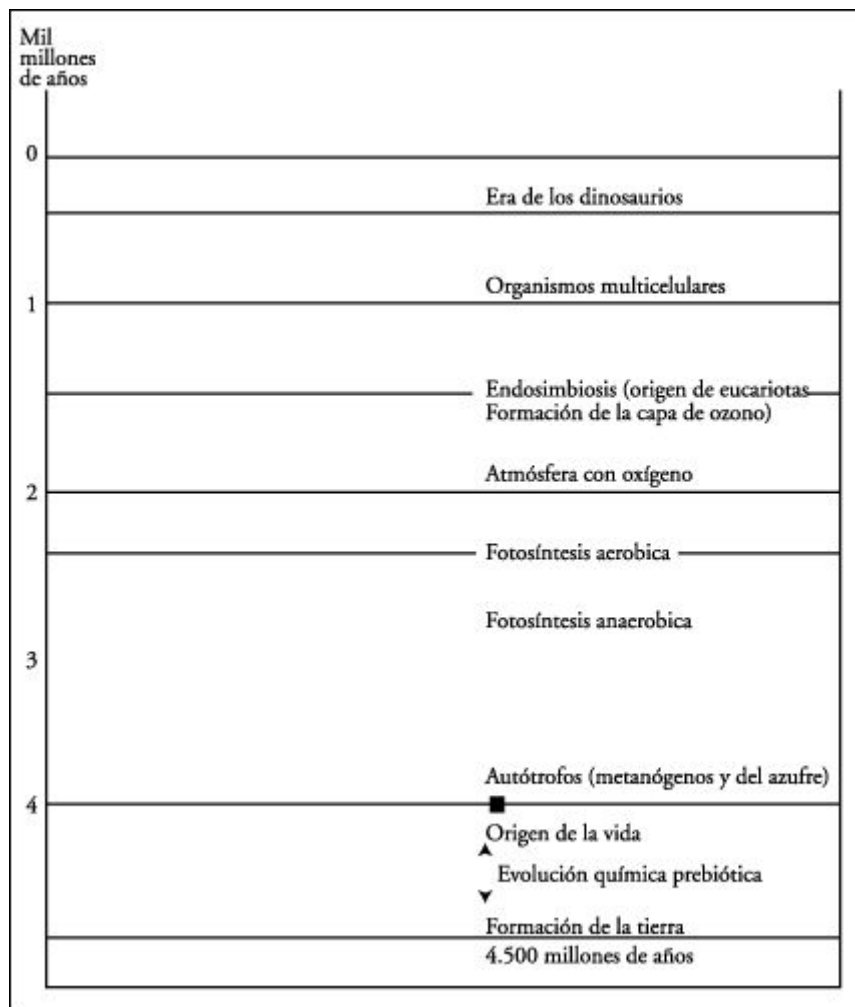 Mil
millones
de años
0
Era de los dinosaurios
Organismos multicelulares
1
Endosimbiosis (origen de eucariotas
Formación de la capa de ozono)
Atmósfera con oxígeno
2
Fotosíntesis aerobica
Fotosíntesis anaerobica
3
Autótrofos (metanógenos y del azufre)
4
Origen de la vida
Evolución química prebiótica
Formación de la tierra
4.500 millones de años